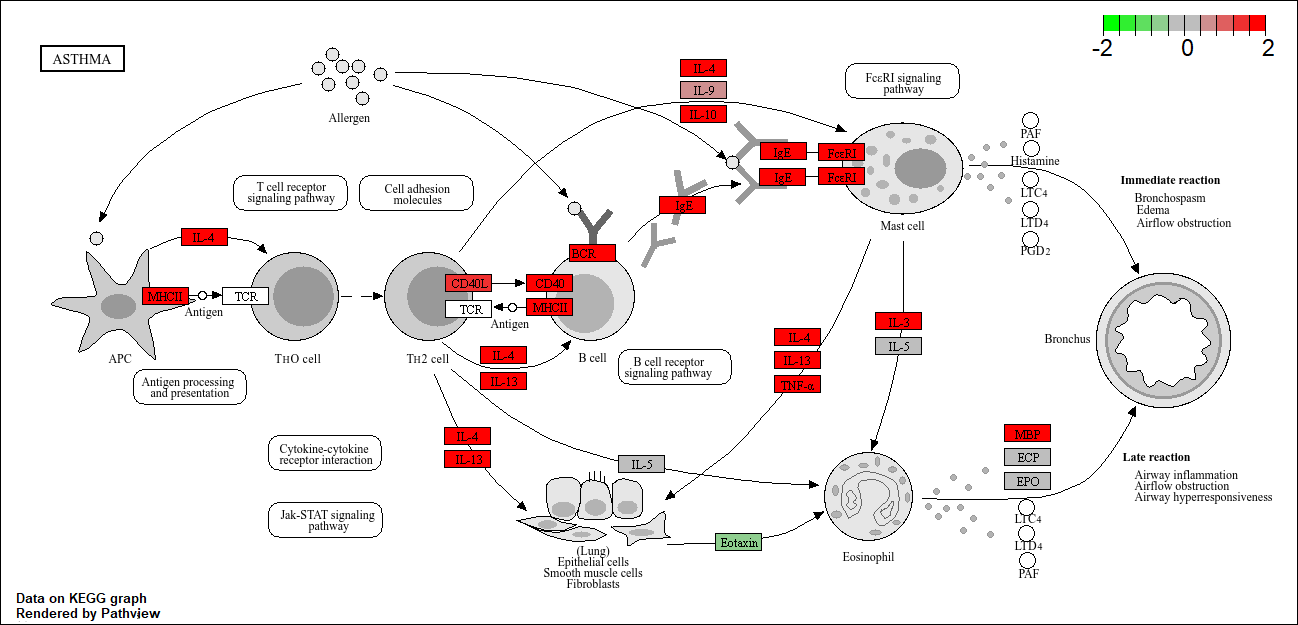 ASTHMA
-2 0 2
Allergen
IL-4
IL-9
IL-10
FcεRI signaling
pathway
IgE
FcεRI
IgE
FcεRI
IgE
Mast cell
PAF
Histamine
LTC4
LTD4
PGD2
Immediate reaction
Bronchospasm
Edema
Airflow obstruction
T cell receptor
signaling pathway
Cell adhesion
molecules
IL-4
MHCII
TCR
Antigen
APC
TH0 cell
Antigen processing
and presentation
CD40L
CD40
TCR
MHCII
Antigen
BCR
TH2 cell
B cell
IL-4
IL-13
B cell receptor
signaling pathway
IL-4
IL-13
TNF-α
IL-3
IL-5
Bronchus
Cytokine-cytokine
receptor interaction
Jak-STAT signaling
pathway
IL-4
IL-13
IL-5
(Lung)
Epithelial cells
Smooth muscle cells
Fibroblasts
Eotaxin
Eosinophil
MBP
ECP
EPO
LTC4
LTD4
PAF
Late reaction
Airway inflammation
Airflow obstruction
Airway hyperresponsiveness
Data on KEGG graph
Rendered by Pathview